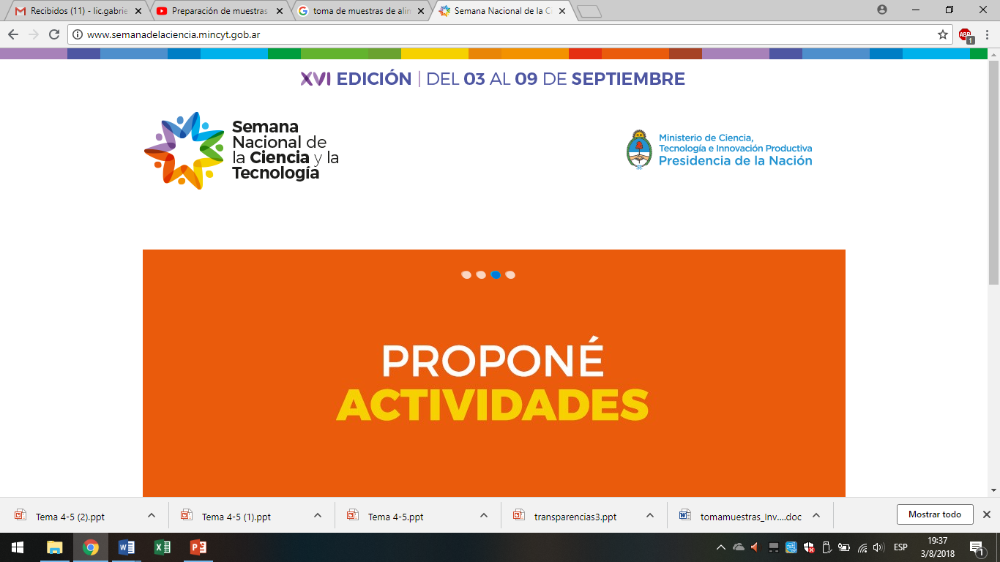 Recibidos (11) - lic.gabrie
Preparación de muestras
toma de muestras de alin
Semana Nacional de la Ci
www.semanadelaciencia.mincyt.gob.ar
ABP
1
XVI EDICIÓN | DEL 03 AL 09 DE SEPTIEMBRE
Semana
Nacional de
la Ciencia y la
Tecnología
Ministerio de Ciencia,
Tecnología e Innovación Productiva
Presidencia de la Nación
PROPONÉ
ACTIVIDADES
Tema 4-5 (2).ppt
Tema 4-5 (1).ppt
Tema 4-5.ppt
transparencias3.ppt
tomamuestras_Inv....doc
Mostrar todo
ESP
19:37
3/8/2018
1